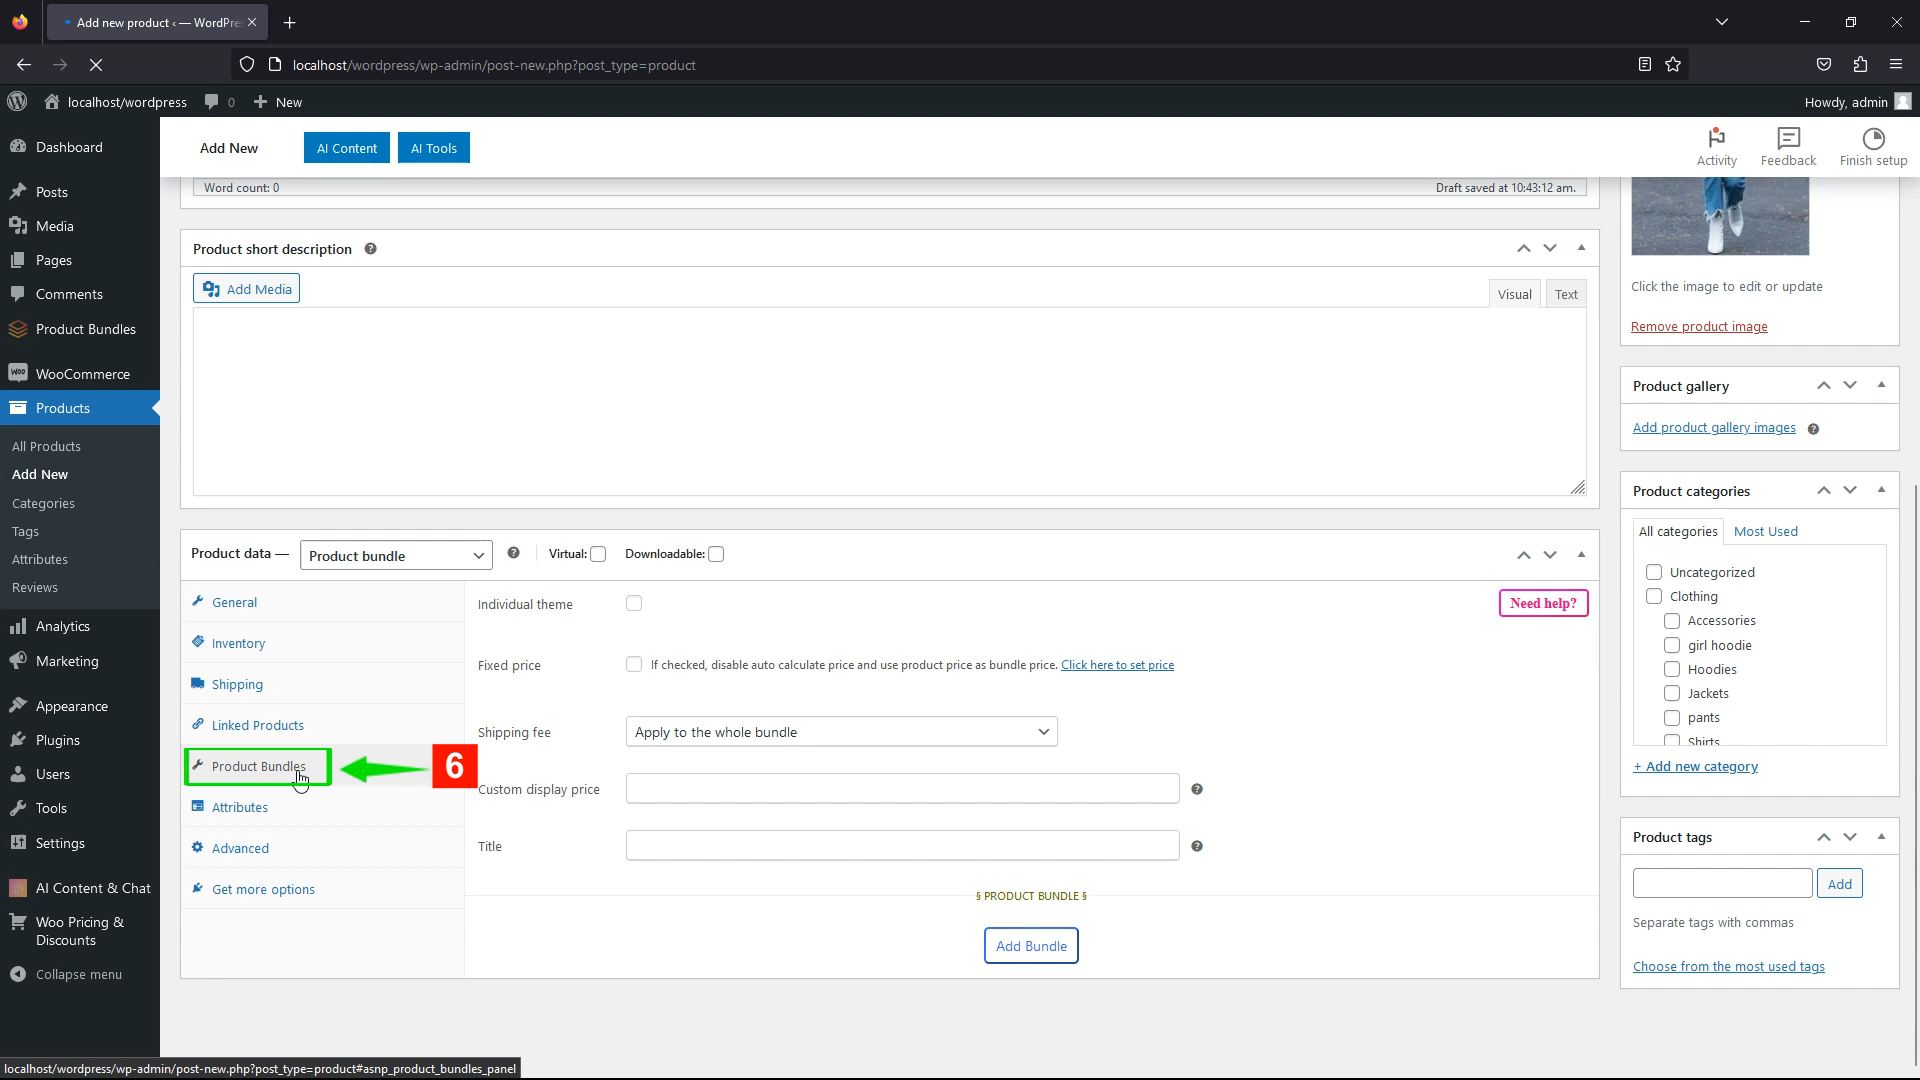 Add new product ‹ — WordPre
localhost/wordpress/wp-admin/post-new.php?post_type=product
localhost/wordpress
0
New
Howdy, admin
Dashboard
Posts
Media
Pages
Comments
Product Bundles
WooCommerce
Products
All Products
Add New
Categories
Tags
Attributes
Reviews
Analytics
Marketing
Appearance
Plugins
Users
Tools
Settings
AI Content & Chat
Woo Pricing &
Discounts
Collapse menu
Add New
AI Content
AI Tools
Activity
Feedback
Finish setup
Word count: 0
Draft saved at 10:43:12 am.
Product short description
Add Media
Visual
Text
Product data —
Product bundle
Virtual:
Downloadable:
General
Inventory
Shipping
Linked Products
Product Bundles
6
Attributes
Advanced
Get more options
Individual theme
Need help?
Fixed price
If checked, disable auto calculate price and use product price as bundle price. Click here to set price
Shipping fee
Apply to the whole bundle
Custom display price
Title
§ PRODUCT BUNDLE §
Add Bundle
Click the image to edit or update
Remove product image
Product gallery
Add product gallery images
Product categories
All categories
Most Used
Uncategorized
Clothing
Accessories
girl hoodie
Hoodies
Jackets
pants
Shirts
+ Add new category
Product tags
Add
Separate tags with commas
Choose from the most used tags
localhost/wordpress/wp-admin/post-new.php?post_type=product#asnp_product_bundles_panel